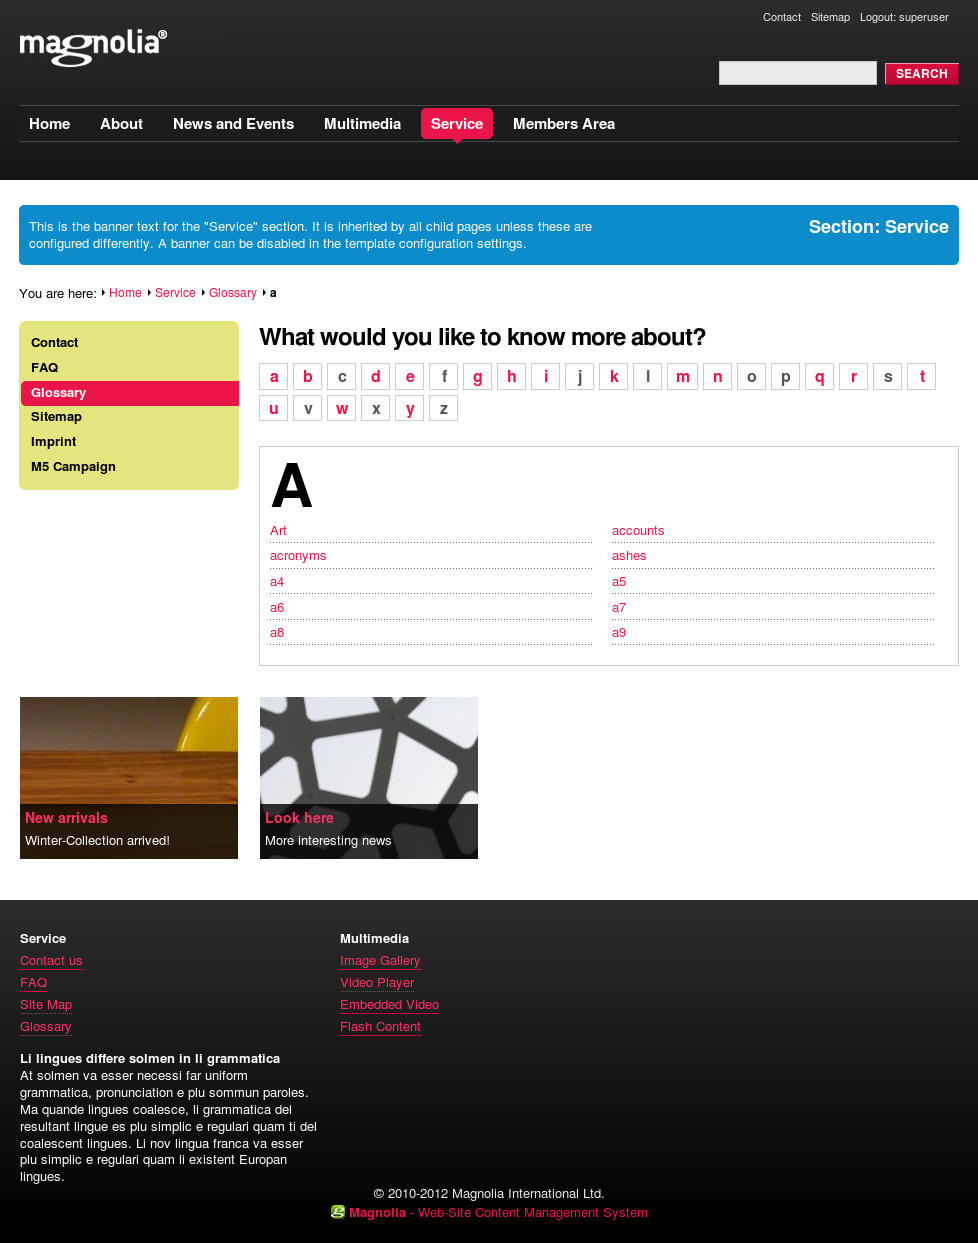 Contact Sitemap Logout: superuser
magnolia®
SEARCH
Home About News and Events Multimedia Service Members Area
This is the banner text for the "Service" section. It is inherited by all child pages unless these are
configured differently. A banner can be disabled in the template configuration settings.
Section: Service
You are here: Home Service Glossary a
Contact
FAQ
Glossary
Sitemap
Imprint
M5 Campaign
What would you like to know more about?
a b c d e f g h i j k l m n o p q r s t
u v w x y z
A
Art accounts
acronyms ashes
a4 a5
a6 a7
a8 a9
New arrivals
Winter-Collection arrived!
Look here
More interesting news
Service
Contact us
FAQ
Site Map
Glossary
Multimedia
Image Gallery
Video Player
Embedded Video
Flash Content
Li lingues differe solmen in li grammatica
At solmen va esser necessi far uniform
grammatica, pronunciation e plu sommun paroles.
Ma quande lingues coalesce, li grammatica del
resultant lingue es plu simplic e regulari quam ti del
coalescent lingues. Li nov lingua franca va esser
plu simplic e regulari quam li existent Europan
lingues.
© 2010-2012 Magnolia International Ltd.
Magnolia - Web-Site Content Management System